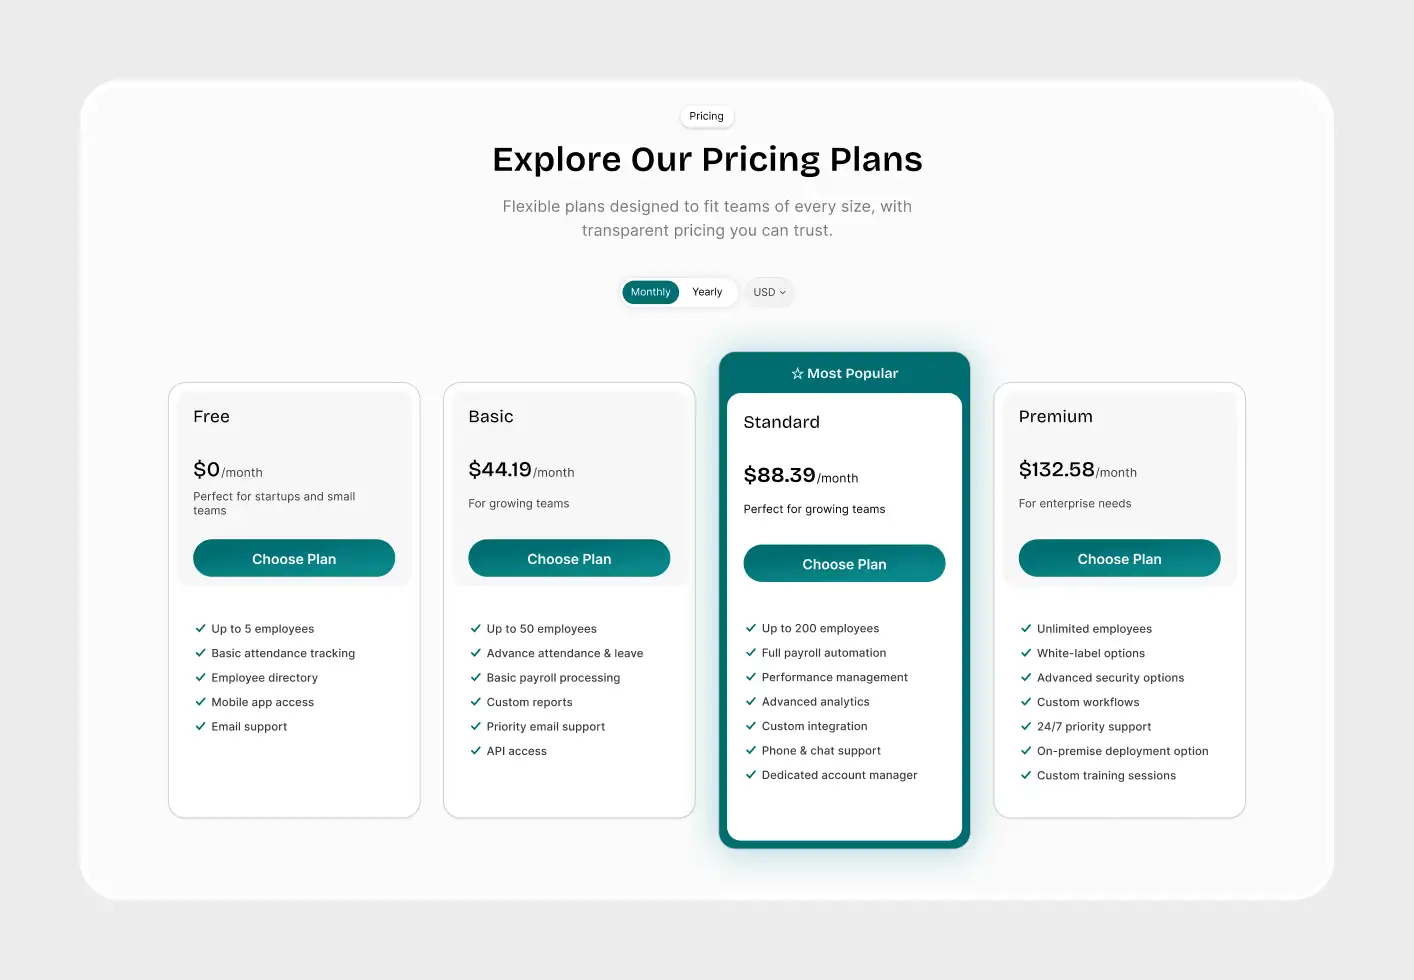 Pricing
Explore Our Pricing Plans
Flexible plans designed to fit teams of every size, with
transparent pricing you can trust.
Monthly Yearly USD
Free
$0/month
Perfect for startups and small
teams
Choose Plan
Up to 5 employees
Basic attendance tracking
Employee directory
Mobile app access
Email support
Basic
$44.19/month
For growing teams
Choose Plan
Up to 50 employees
Advance attendance & leave
Basic payroll processing
Custom reports
Priority email support
API access
Most Popular
Standard
$88.39/month
Perfect for growing teams
Choose Plan
Up to 200 employees
Full payroll automation
Performance management
Advanced analytics
Custom integration
Phone & chat support
Dedicated account manager
Premium
$132.58/month
For enterprise needs
Choose Plan
Unlimited employees
White-label options
Advanced security options
Custom workflows
24/7 priority support
On-premise deployment option
Custom training sessions